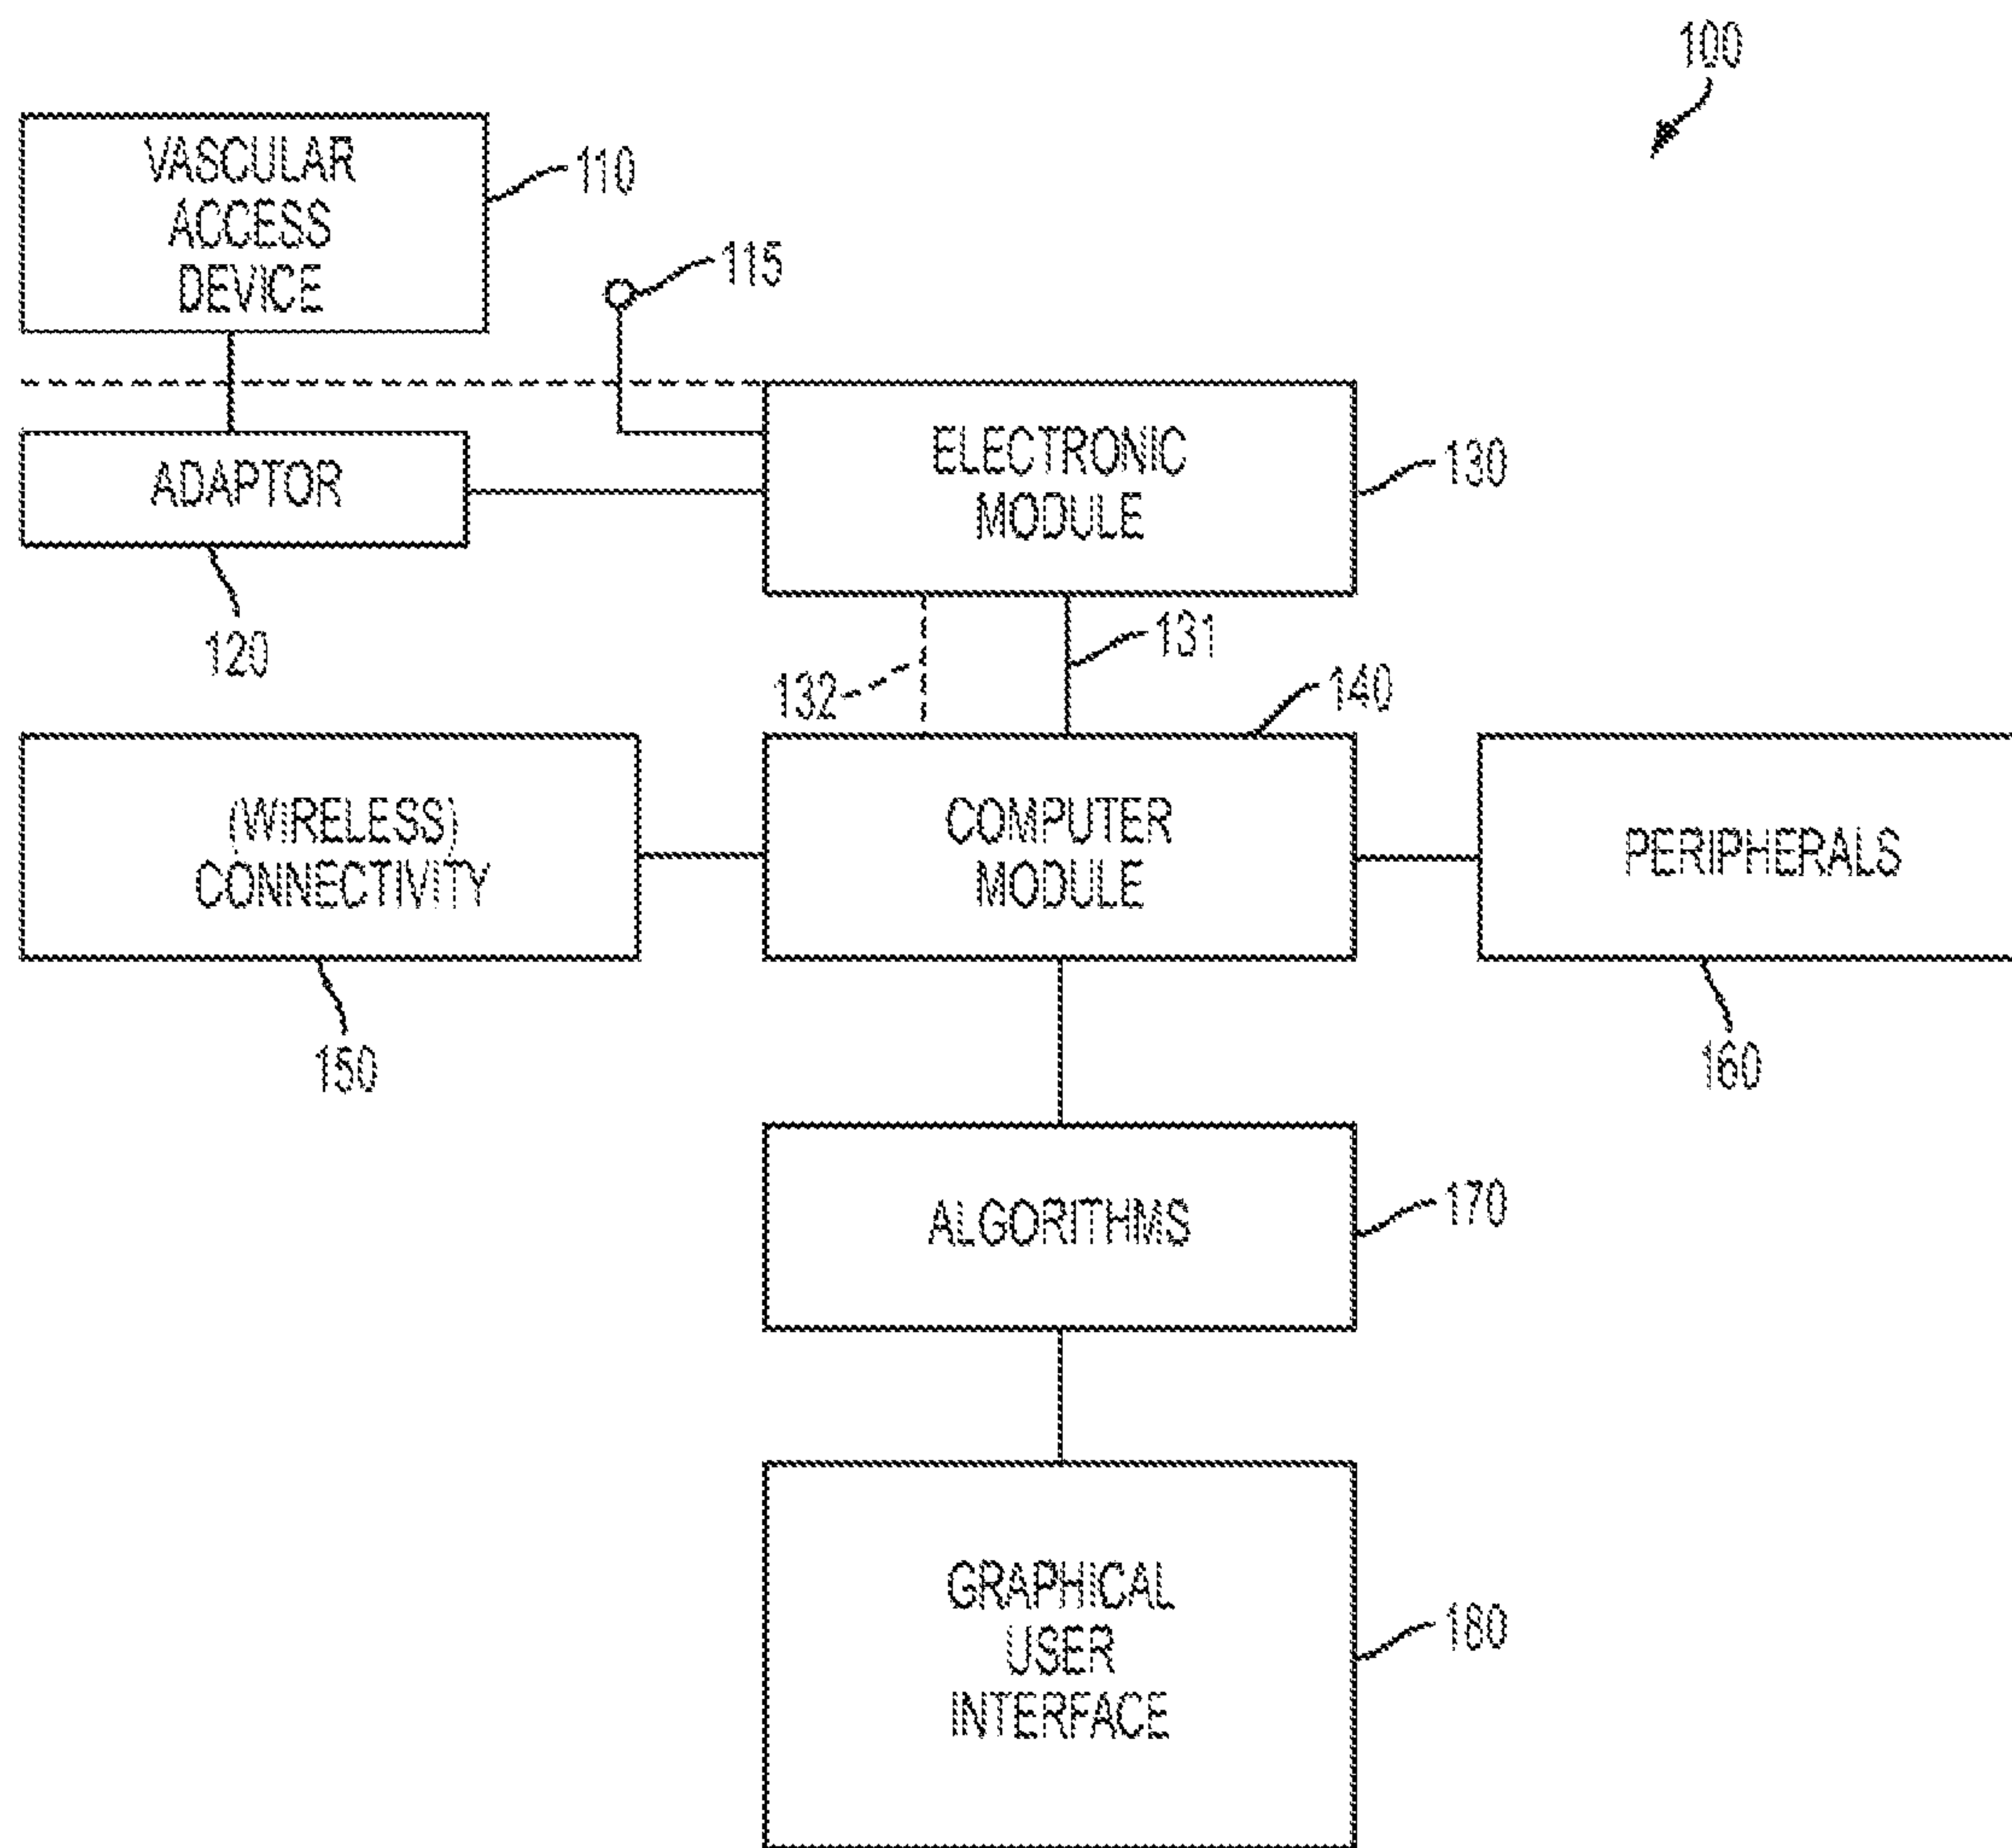 100
VASCULAR
ACCESS
DEVICE
110
115
ELECTRONIC
MODULE
130
ADAPTOR
120
131
132
140
(WIRELESS)
CONNECTIVITY
150
COMPUTER
MODULE
PERIPHERALS
160
ALGORITHMS
170
GRAPHICAL
USER
INTERFACE
180